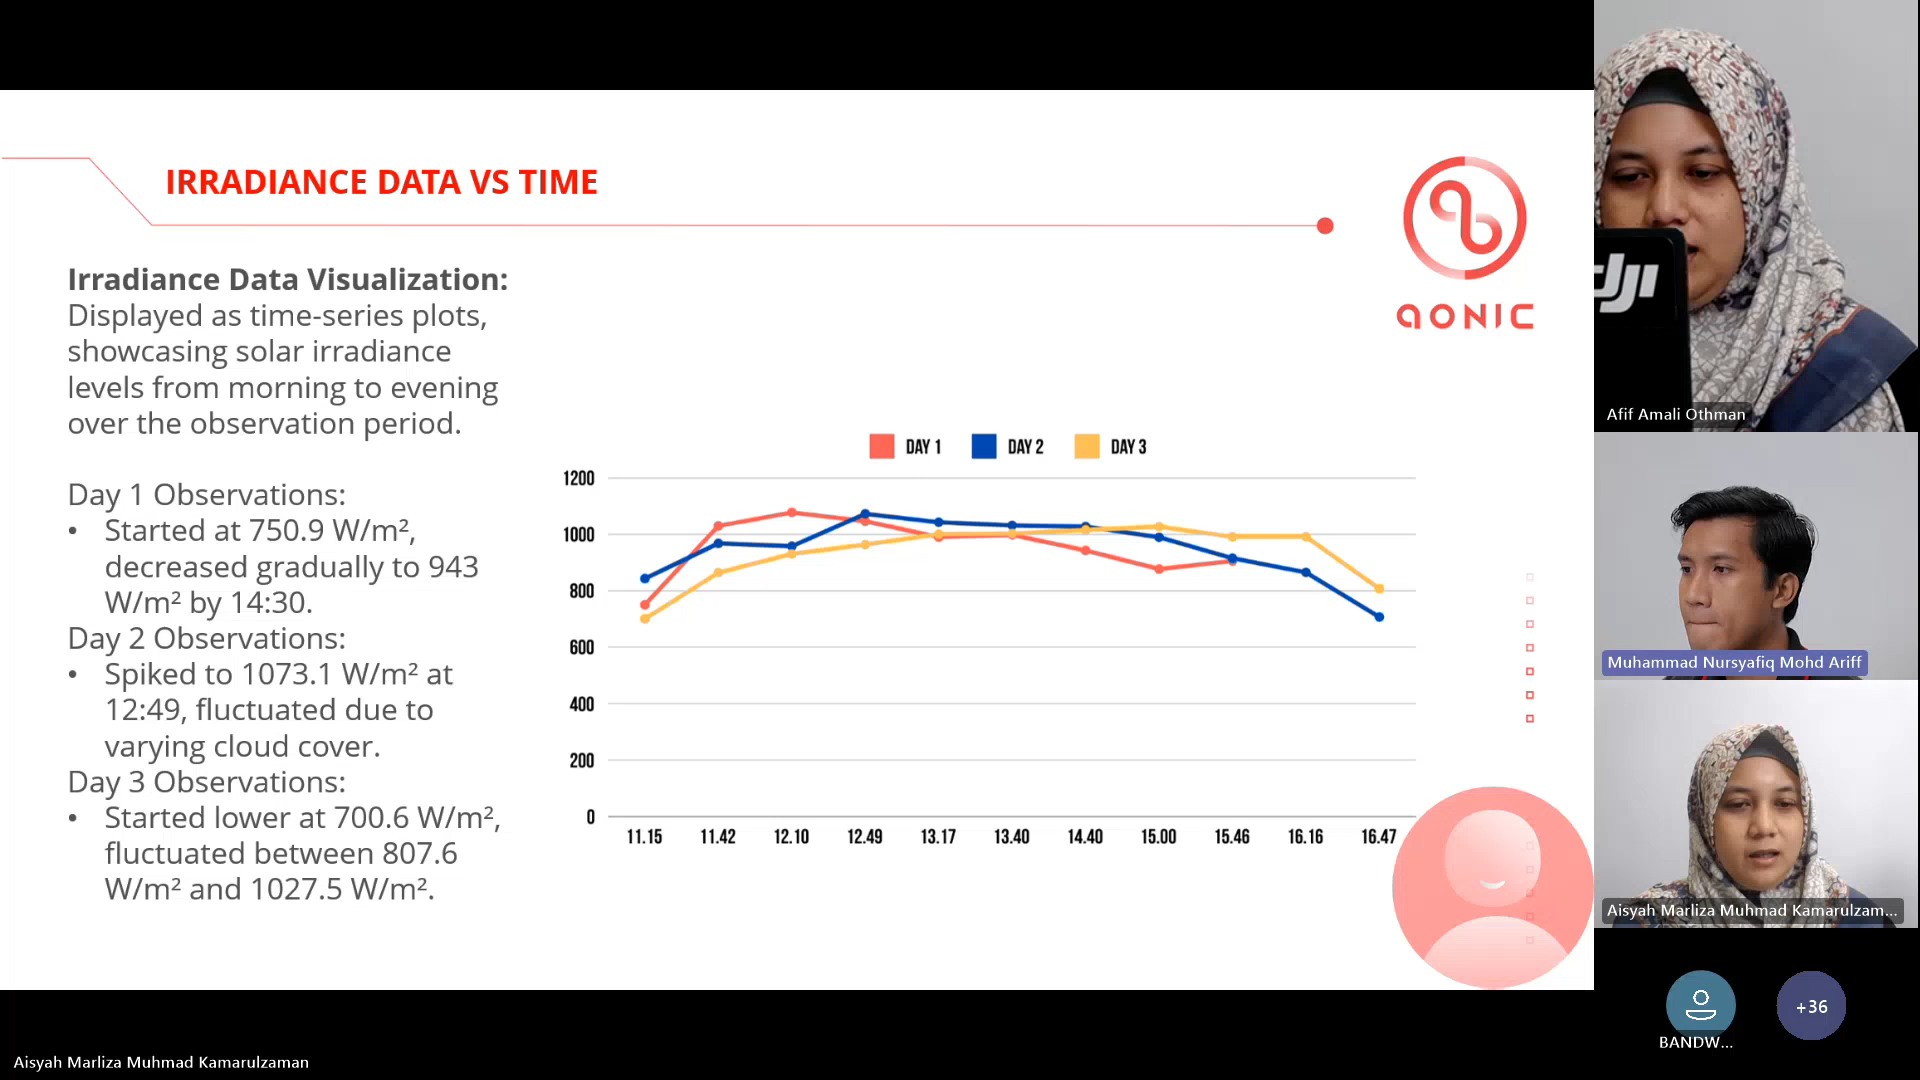 IRRADIANCE DATA VS TIME
QONIC
Irradiance Data Visualization:
Displayed as time-series plots,
showcasing solar irradiance
levels from morning to evening
over the observation period.
Day 1 Observations:
• Started at 750.9 W/m²,
decreased gradually to 943
W/m² by 14:30.
Day 2 Observations:
• Spiked to 1073.1 W/m² at
12:49, fluctuated due to
varying cloud cover.
Day 3 Observations:
• Started lower at 700.6 W/m²,
fluctuated between 807.6
W/m² and 1027.5 W/m².
DAY 1 DAY 2 DAY 3
1200
1000
800
600
400
200
0
11.15 11.42 12.10 12.49 13.17 13.40 14.40 15.00 15.46 16.16 16.47
dji
Afif Amali Othman
Muhammad Nursyafiq Mohd Ariff
Aisyah Marliza Muhmad Kamarulzam...
BANDW...
+36
Aisyah Marliza Muhmad Kamarulzaman